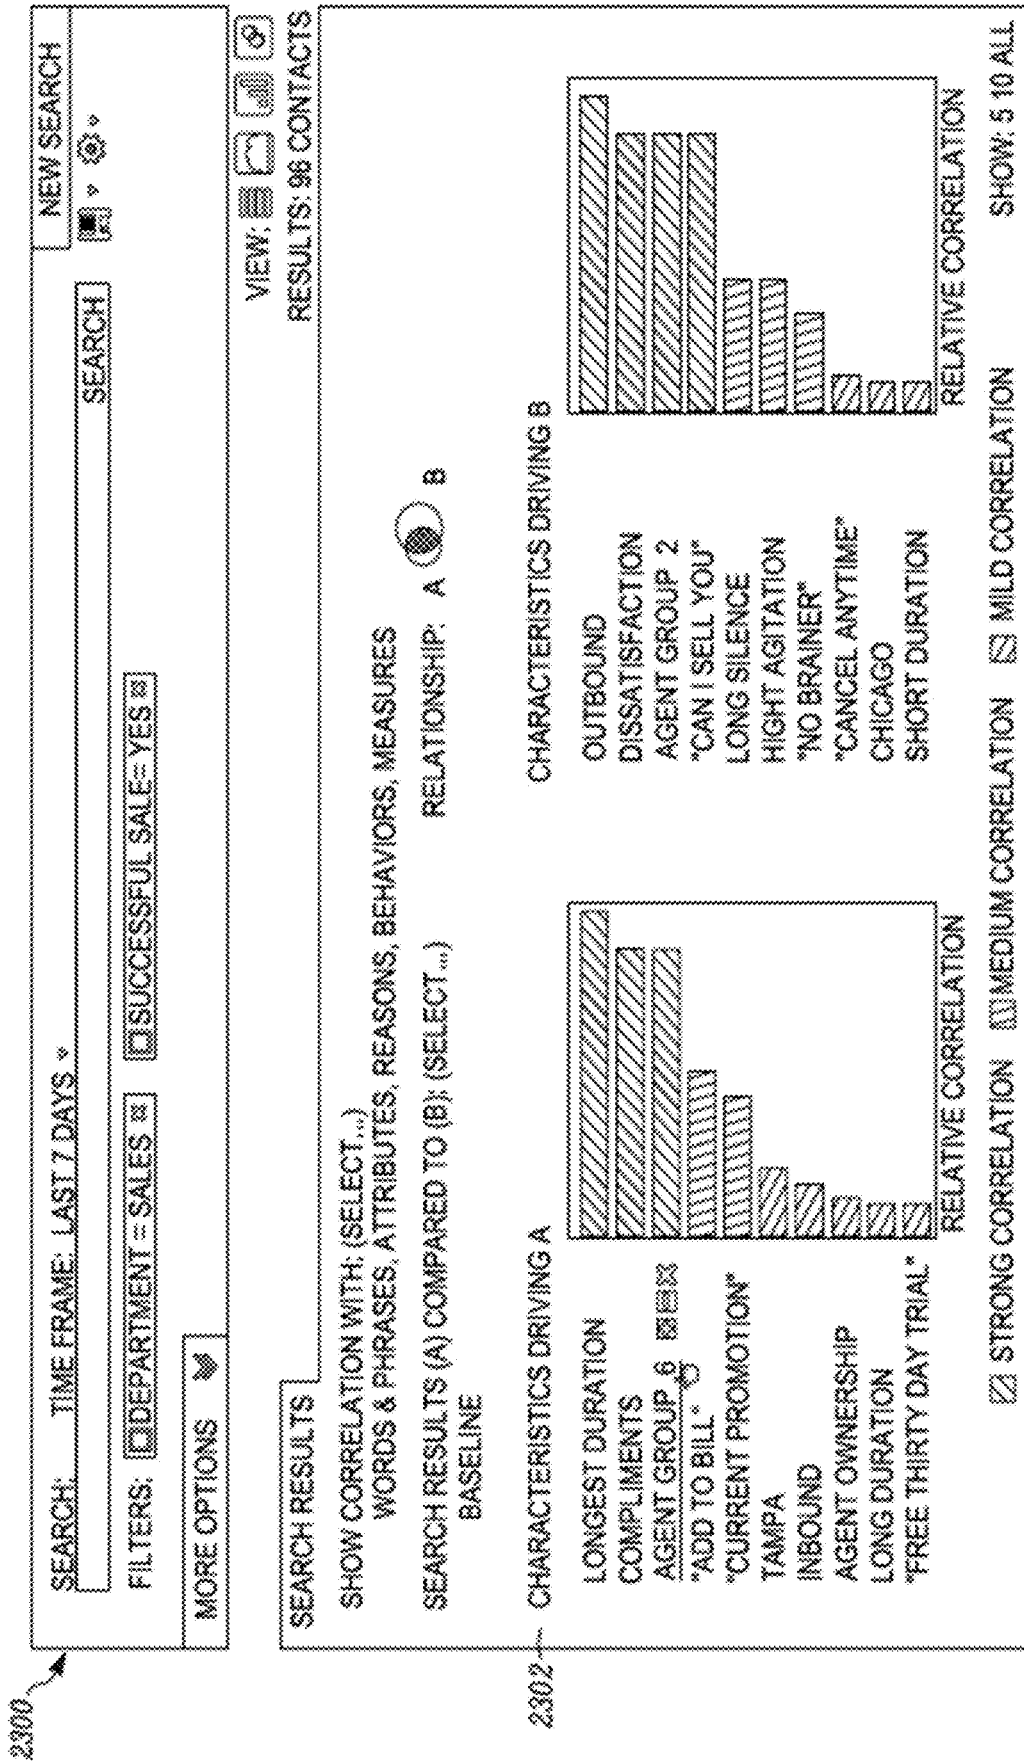 2300
SEARCH: TIME FRAME: LAST 7 DAYS
NEW SEARCH
SEARCH
FILTERS: DEPARTMENT = SALES SUCCESSFUL SALE= YES
MORE OPTIONS
VIEW:
SEARCH RESULTS
RESULTS: 96 CONTACTS
SHOW CORRELATION WITH: (SELECT...)
WORDS & PHRASES, ATTRIBUTES, REASONS, BEHAVIORS, MEASURES
SEARCH RESULTS (A) COMPARED TO (B): (SELECT...)
BASELINE
RELATIONSHIP: A B
2302
CHARACTERISTICS DRIVING A
LONGEST DURATION
COMPLIMENTS
AGENT GROUP 6
"ADD TO BILL"
"CURRENT PROMOTION"
TAMPA
INBOUND
AGENT OWNERSHIP
LONG DURATION
"FREE THIRTY DAY TRIAL"
RELATIVE CORRELATION
CHARACTERISTICS DRIVING B
OUTBOUND
DISSATISFACTION
AGENT GROUP 2
"CAN I SELL YOU"
LONG SILENCE
HIGHT AGITATION
"NO BRAINER"
"CANCEL ANYTIME"
CHICAGO
SHORT DURATION
RELATIVE CORRELATION
STRONG CORRELATION MEDIUM CORRELATION MILD CORRELATION SHOW: 5 10 ALL